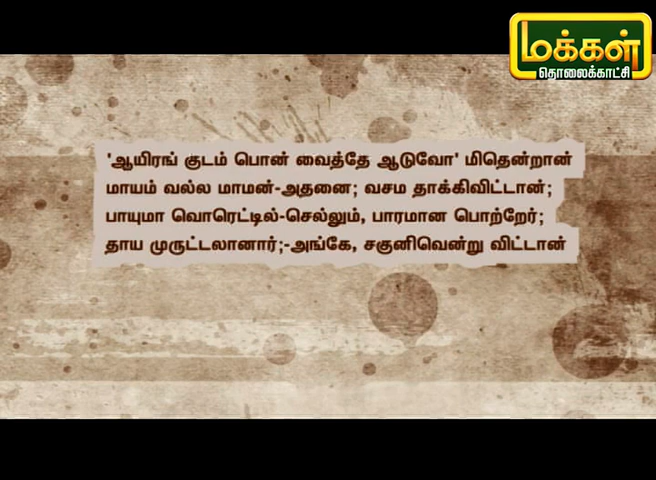 மக்கள்
தொலைக்காட்சி
'ஆயிரங் குடம் பொன் வைத்தே ஆடுவோ' மிதென்றான்
மாயம் வல்ல மாமன்-அதனை; வசம தாக்கிவிட்டான்;
பாயுமா வொரெட்டில்-செல்லும், பாரமான பொற்றேர்;
தாய முருட்டலானார்;-அங்கே, சகுனிவென்று விட்டான்